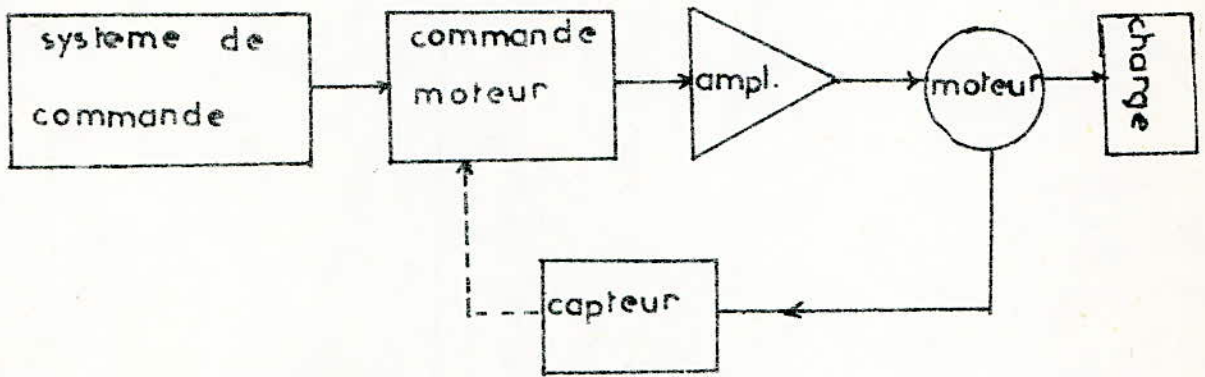 systeme de
commande
commande
moteur
ampl.
moteur
charge
capteur